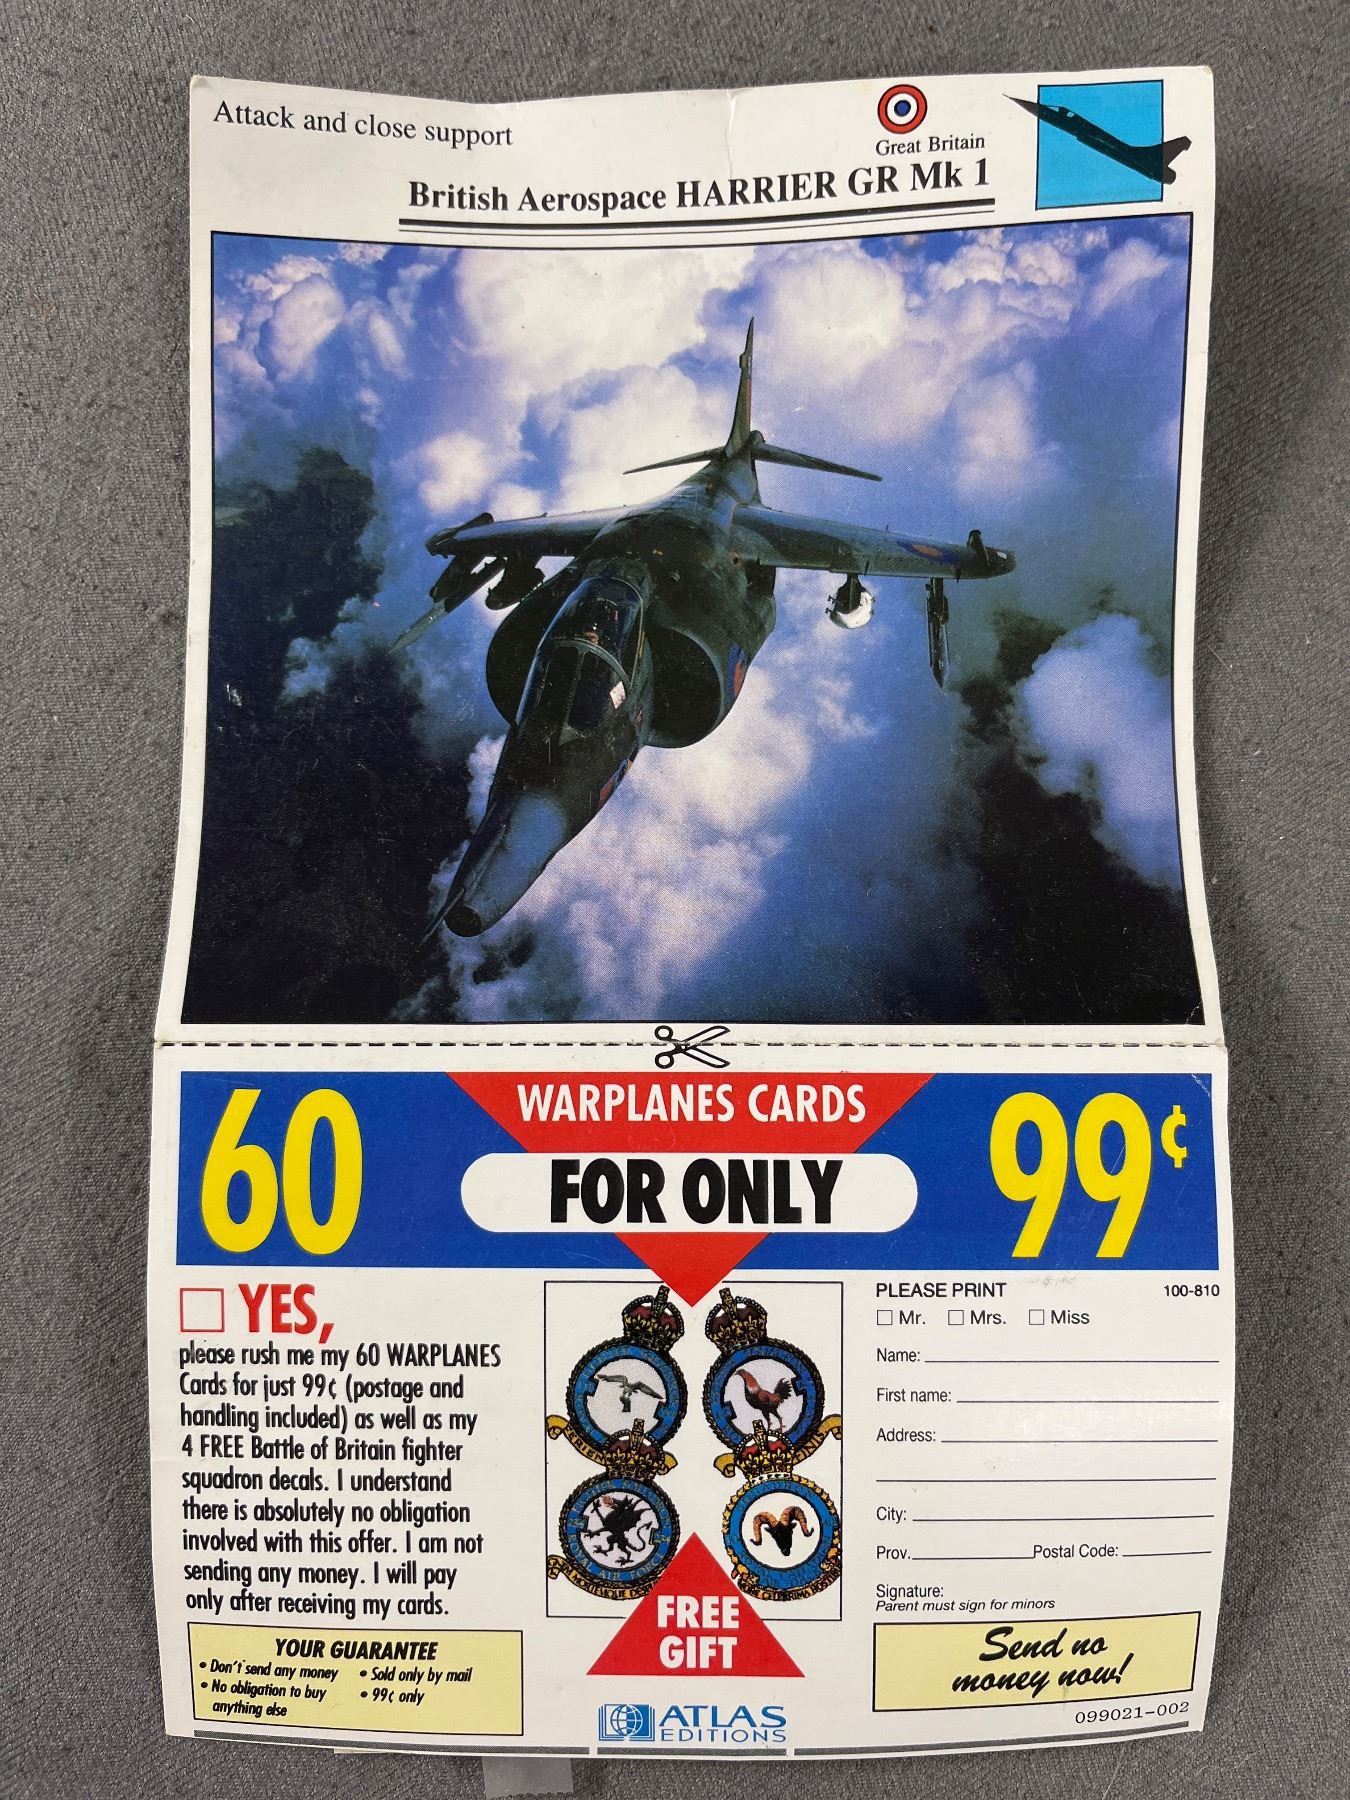 Attack and close support
Great Britain
British Aerospace HARRIER GR Mk 1
60
WARPLANES CARDS
FOR ONLY
99¢
YES,
please rush me my 60 WARPLANES
Cards for just 99¢ (postage and
handling included) as well as my
4 FREE Battle of Britain fighter
squadron decals. I understand
there is absolutely no obligation
involved with this offer. I am not
sending any money. I will pay
only after receiving my cards.
YOUR GUARANTEE
• Don't send any money
• No obligation to buy
anything else
• Sold only by mail
• 99¢ only
FREE
GIFT
ATLAS
EDITIONS
PLEASE PRINT 100-810
Mr. Mrs. Miss
Name:
First name:
Address:
City:
Prov. Postal Code:
Signature:
Parent must sign for minors
Send no
money now!
099021-002